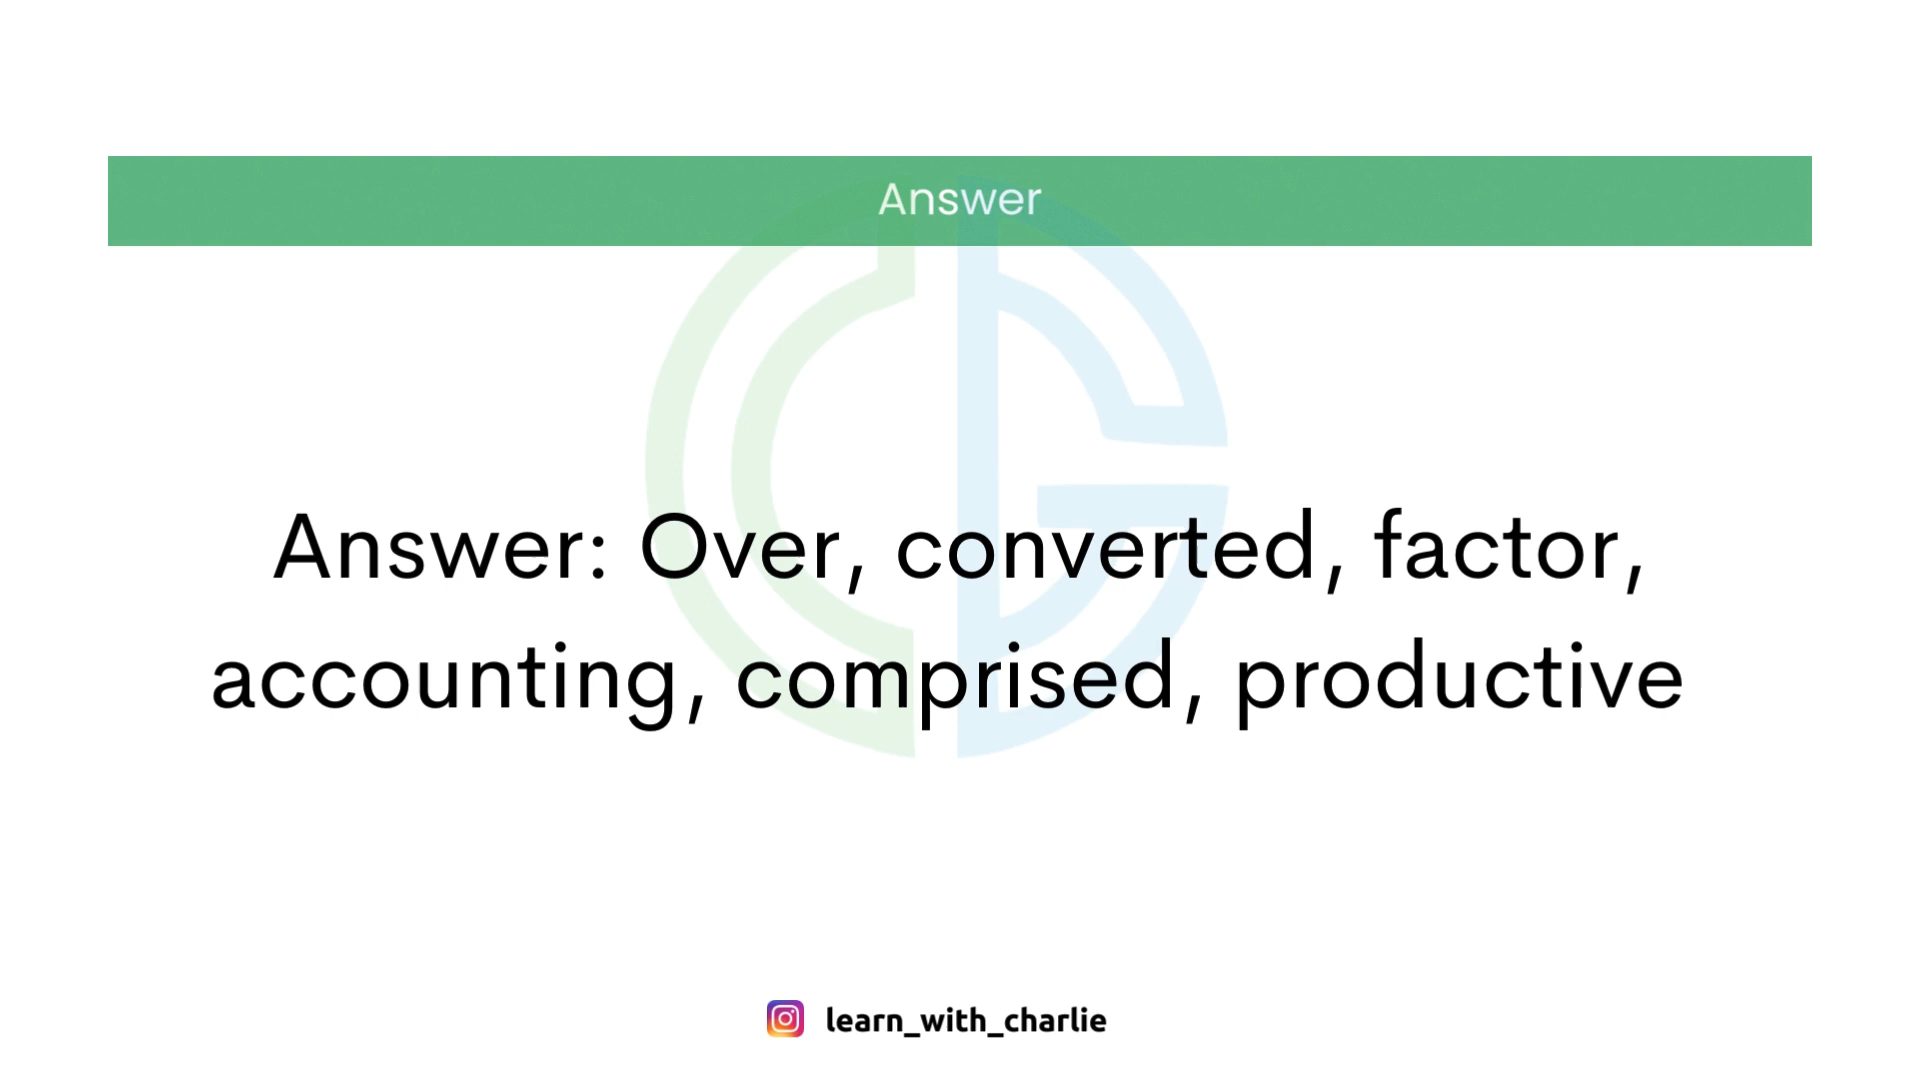 Answer
Answer: Over, converted, factor,
accounting, comprised, productive
learn_with_charlie